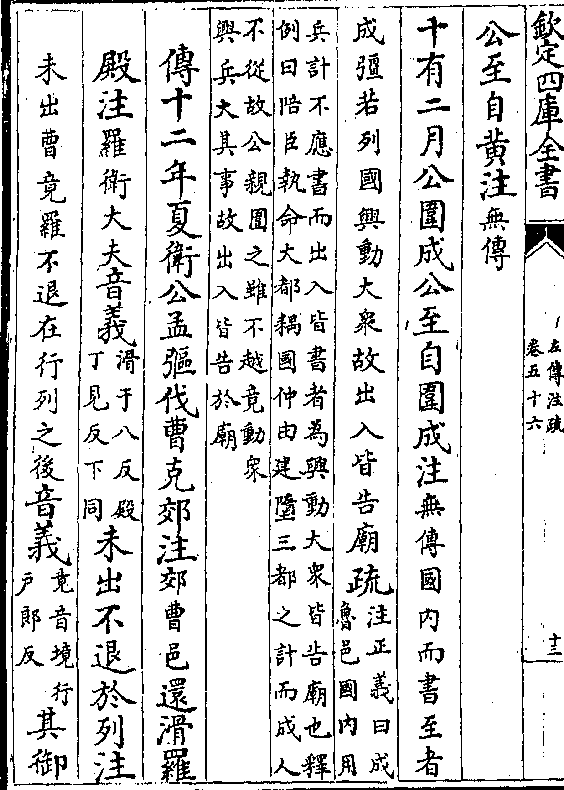 欽定四庫全書
左傳注疏
卷五十六
十三
公至自黃注無傳
十有二月公圍成公至自圍成注無傳國内而書至者
成彊若列國興動大衆故出入皆告廟疏
注正義曰成
魯邑國内用
兵計不應書而出入皆書者為興動大衆皆告廟也釋
例曰陪臣執命大都耦國仲由建墮三都之計而成人
不從故公親圍之雖不越竟動衆
興兵大其事故出入皆告於廟
傳十二年夏衛公孟彄伐曹克郊注郊曹邑還滑羅
殿注羅衛大夫音義
滑于八反殿
丁見反下同
未出不退於列注
未出曹竟羅不退在行列之後音義
竟音境行
戶郎反
其御